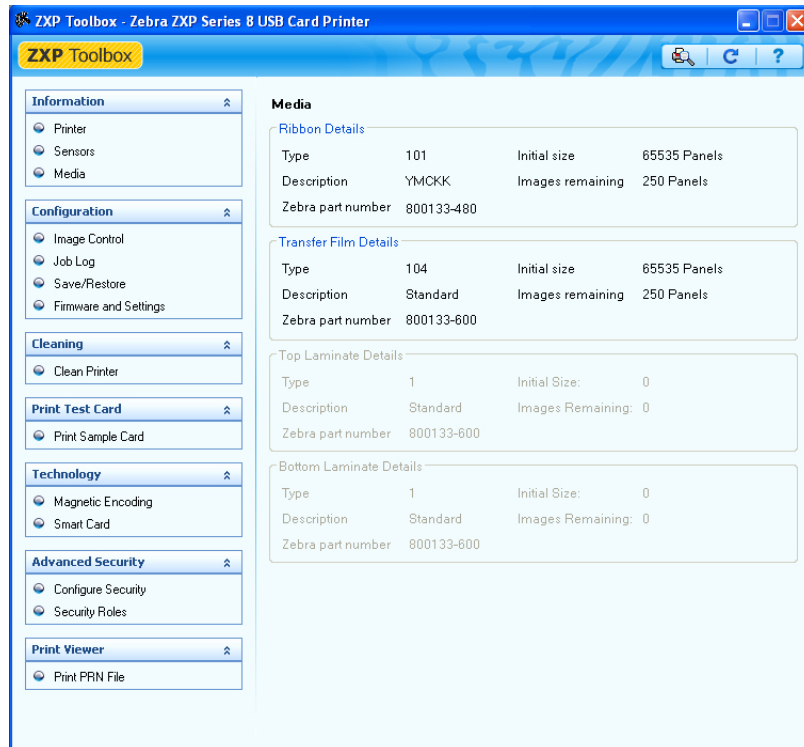 ZXP Toolbox - Zebra ZXP Series 8 USB Card Printer
ZXP Toolbox
?
Information
Printer
Sensors
Media
Configuration
Image Control
Job Log
Save/Restore
Firmware and Settings
Cleaning
Clean Printer
Print Test Card
Print Sample Card
Technology
Magnetic Encoding
Smart Card
Advanced Security
Configure Security
Security Roles
Print Viewer
Print PRN File
Media
Ribbon Details
Type 101 Initial size 65535 Panels
Description YMCKK Images remaining 250 Panels
Zebra part number 800133-480
Transfer Film Details
Type 104 Initial size 65535 Panels
Description Standard Images remaining 250 Panels
Zebra part number 800133-600
Top Laminate Details
Type 1 Initial Size: 0
Description Standard Images Remaining: 0
Zebra part number 800133-600
Bottom Laminate Details
Type 1 Initial Size: 0
Description Standard Images Remaining: 0
Zebra part number 800133-600